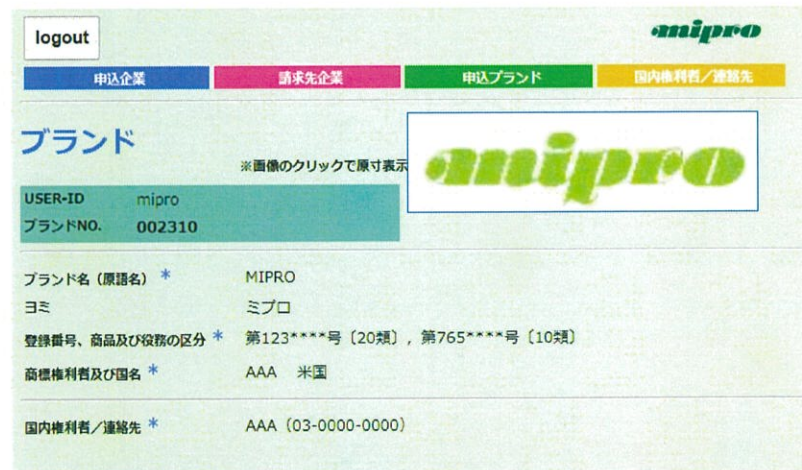 logout
mipro
申込企業 請求先企業 申込ブランド 国内権利者／連絡先
ブランド
※画像のクリックで原寸表示
mipro
USER-ID mipro
ブランドNO. 002310
ブランド名（原語名） * MIPRO
ヨミ ミプロ
登録番号、商品及び役務の区分 * 第123****号〔20類〕, 第765****号〔10類〕
商標権利者及び国名 * AAA 米国
国内権利者／連絡先 * AAA（03-0000-0000）